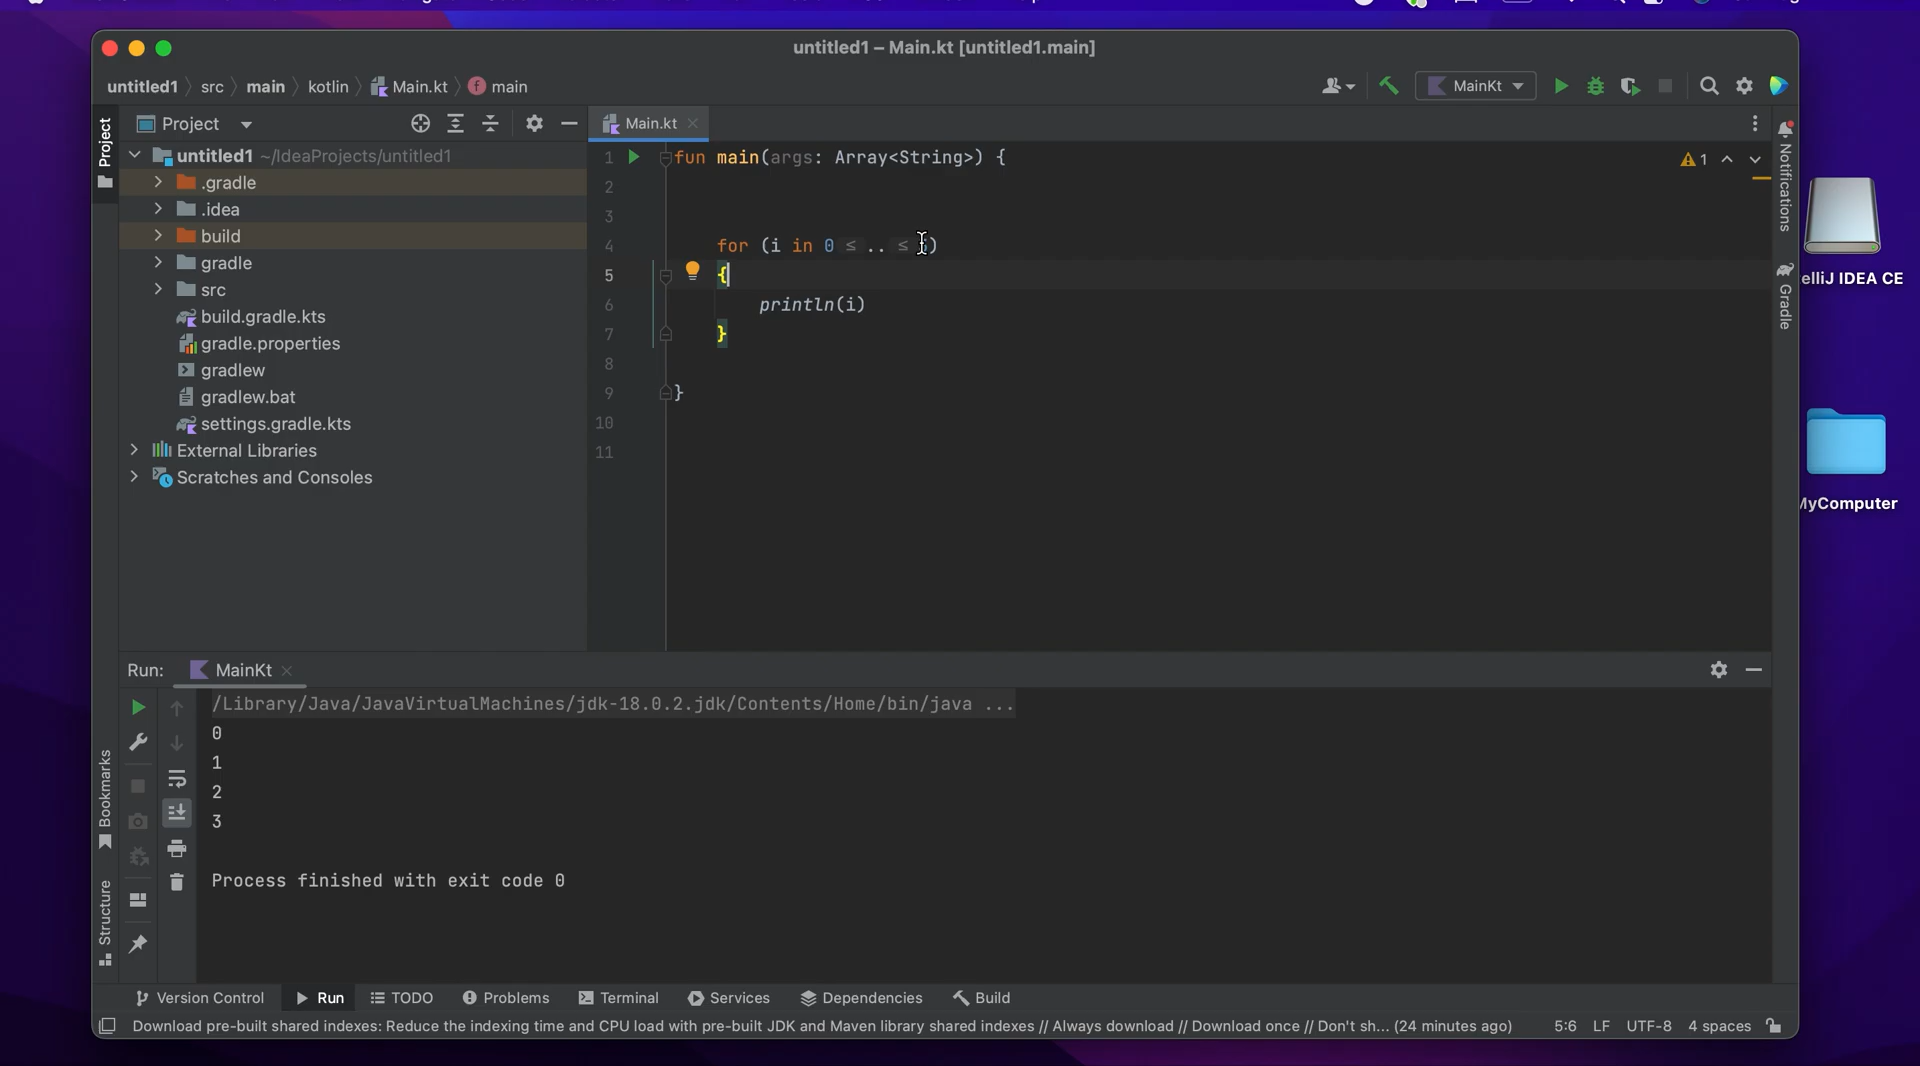 untitled1 – Main.kt [untitled1.main]
untitled1 〉 src 〉 main 〉 kotlin 〉 Main.kt 〉 main
MainKt
Project
Project
Main.kt
untitled1 ~/IdeaProjects/untitled1
.gradle
.idea
build
gradle
src
build.gradle.kts
gradle.properties
gradlew
gradlew.bat
settings.gradle.kts
External Libraries
Scratches and Consoles
1 fun main(args: Array<String>) {
2
3
4 for (i in 0 ≤ .. ≤ )
5 {
6 println(i)
7 }
8
9 }
10
11
1
Notifications
Gradle
elliJ IDEA CE
MyComputer
Run: MainKt
/Library/Java/JavaVirtualMachines/jdk-18.0.2.jdk/Contents/Home/bin/java ...
0
1
2
3
Process finished with exit code 0
Bookmarks
Structure
Version Control Run TODO Problems Terminal Services Dependencies Build
Download pre-built shared indexes: Reduce the indexing time and CPU load with pre-built JDK and Maven library shared indexes // Always download // Download once // Don't sh... (24 minutes ago) 5:6 LF UTF-8 4 spaces